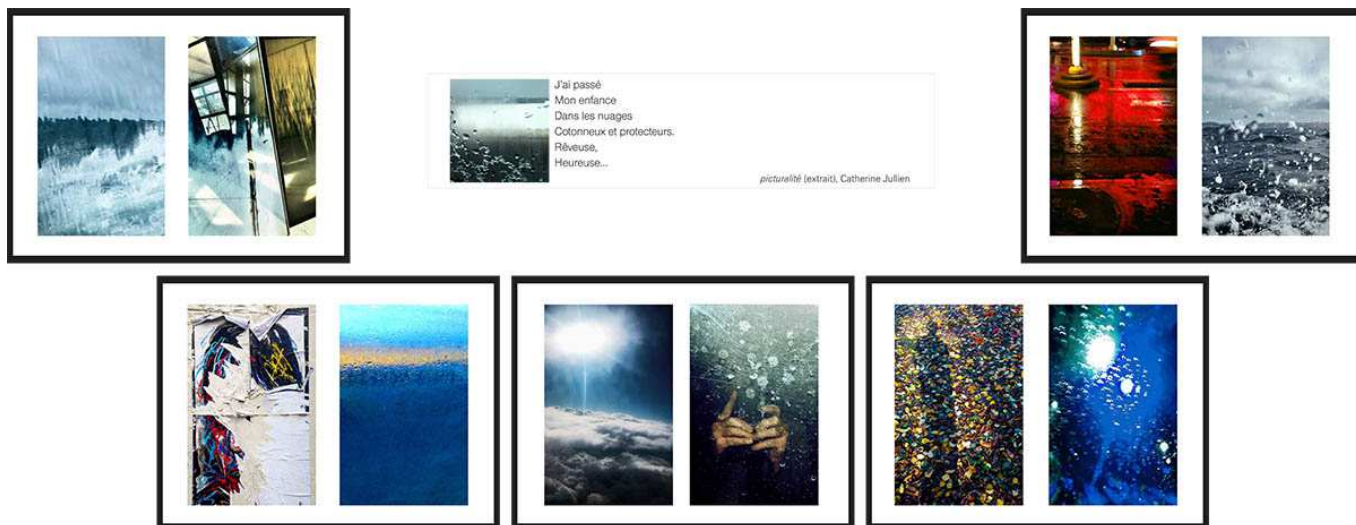 J'ai passé
Mon enfance
Dans les nuages
Cotonneux et protecteurs.
Rêveuse,
Heureuse...
picturalité (extrait), Catherine Jullien